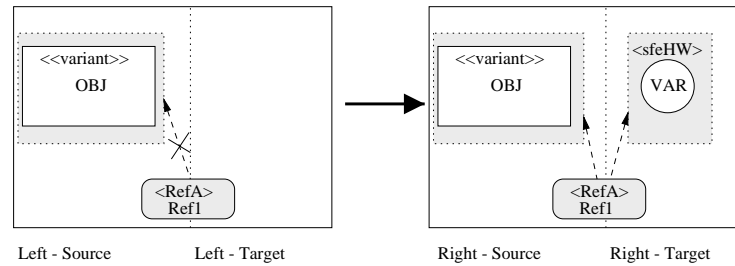 <<variant>>
OBJ
<RefA>
Ref1
Left - Source
Left - Target
<<variant>>
OBJ
<sfeHW>
VAR
<RefA>
Ref1
Right - Source
Right - Target